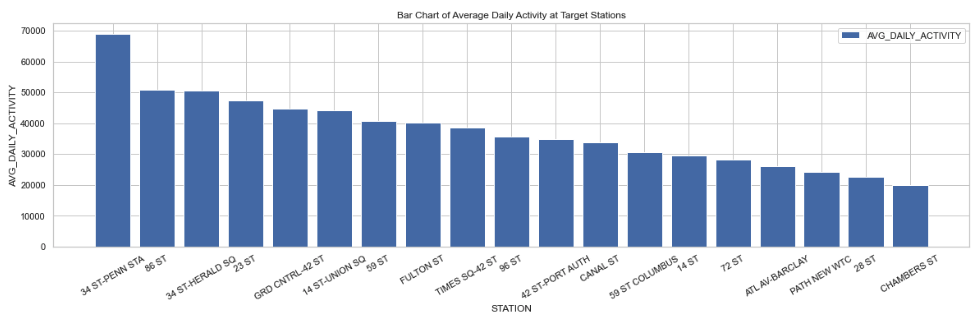 Bar Chart of Average Daily Activity at Target Stations
AVG_DAILY_ACTIVITY
AVG_DAILY_ACTIVITY
70000
60000
50000
40000
30000
20000
10000
0
34 ST-PENN STA
86 ST
34 ST-HERALD SQ
23 ST
GRD CNTRL-42 ST
14 ST-UNION SQ
59 ST
FULTON ST
TIMES SQ-42 ST
96 ST
42 ST-PORT AUTH
CANAL ST
59 ST COLUMBUS
14 ST
72 ST
ATL AV-BARCLAY
PATH NEW WTC
28 ST
CHAMBERS ST
STATION